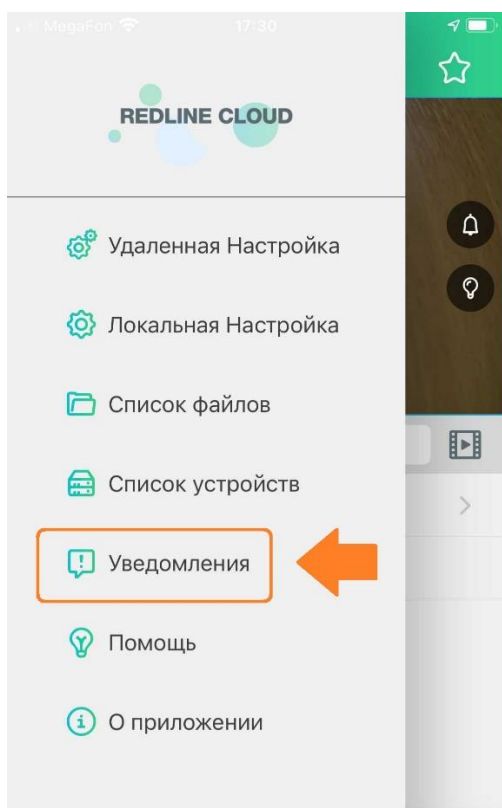 MegaFon 17:30
REDLINE CLOUD
Удаленная Настройка
Локальная Настройка
Список файлов
Список устройств
Уведомления
Помощь
О приложении